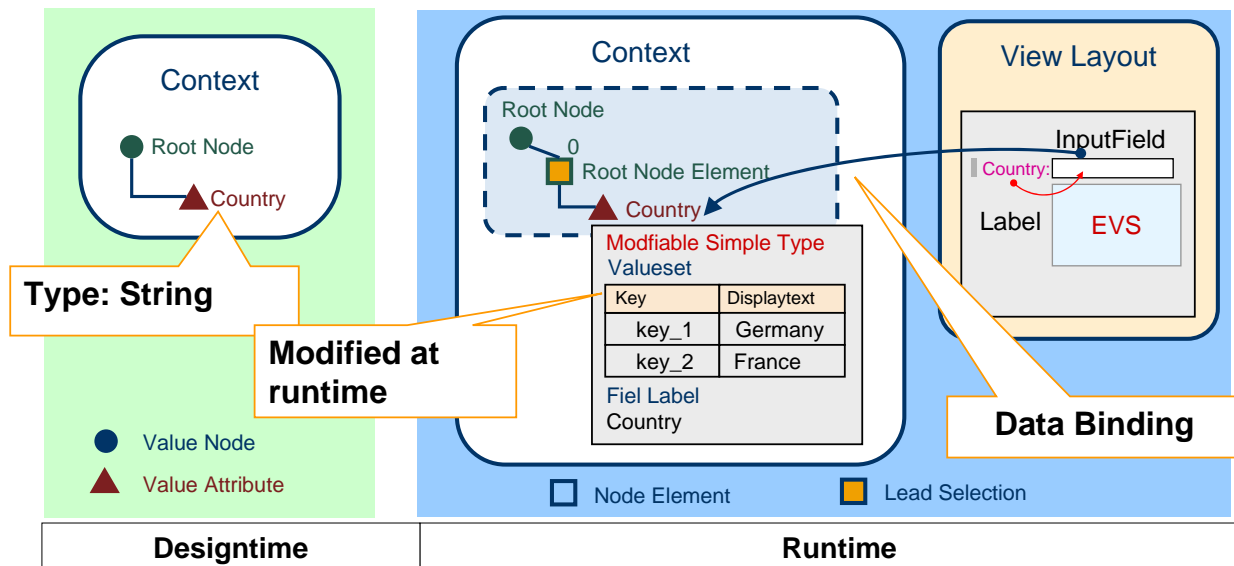 Context
Root Node
Country
Type: String
Value Node
Value Attribute
Designtime
Context
Root Node
0
Root Node Element
Country
Modfiable Simple Type
Valueset
Key Displaytext
key_1 Germany
key_2 France
Fiel Label
Country
Modified at
runtime
Node Element
Lead Selection
View Layout
InputField
Country:
Label
EVS
Data Binding
Runtime